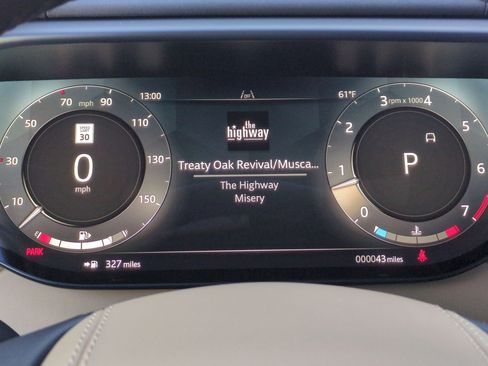 70 mph 90
50
110
30
130
10
150
SPEED LIMIT
30
0
mph
PARK
13:00
OFF
61°F
the
highway
Treaty Oak Revival/Musca...
The Highway
Misery
3 rpm x 1000 4
2
5
1
6
0
7
P
327 miles
000043 miles